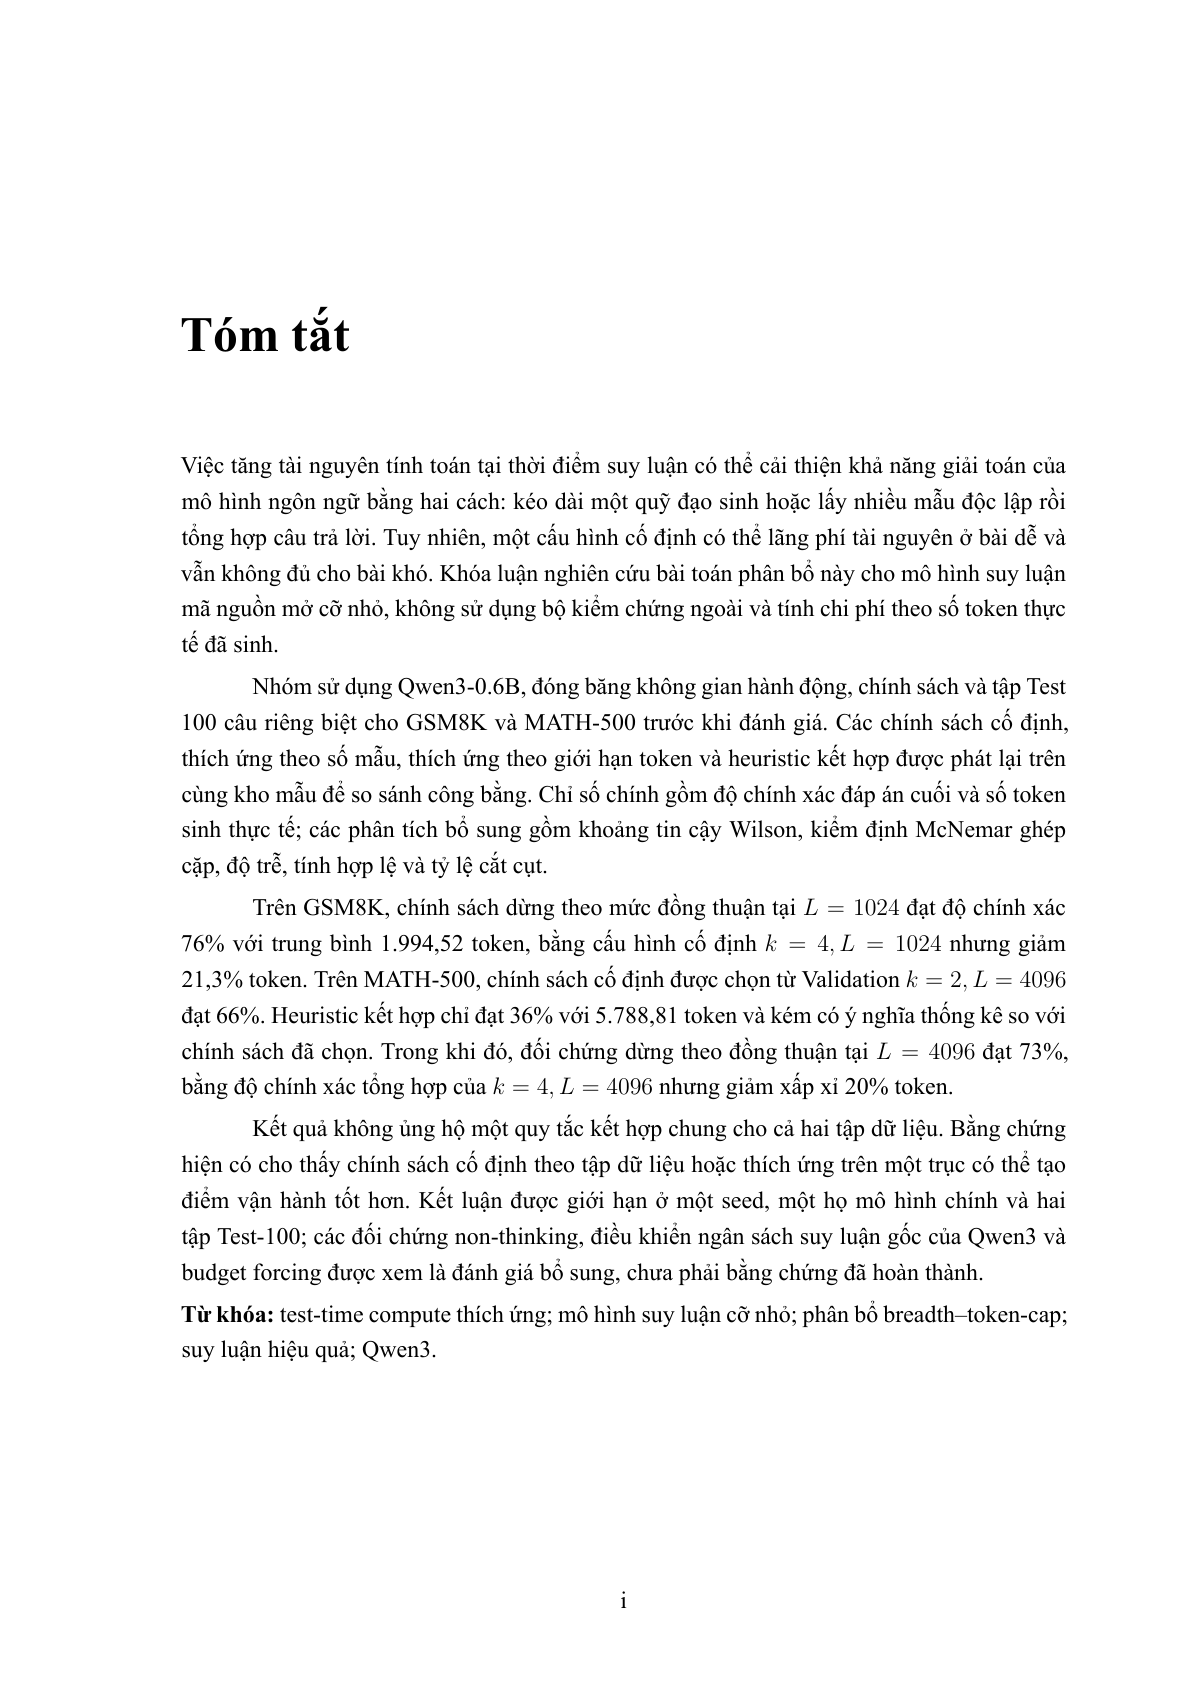 Tóm tắt
Việc tăng tài nguyên tính toán tại thời điểm suy luận có thể cải thiện khả năng giải toán của
mô hình ngôn ngữ bằng hai cách: kéo dài một quỹ đạo sinh hoặc lấy nhiều mẫu độc lập rồi
tổng hợp câu trả lời. Tuy nhiên, một cấu hình cố định có thể lãng phí tài nguyên ở bài dễ và
vẫn không đủ cho bài khó. Khóa luận nghiên cứu bài toán phân bổ này cho mô hình suy luận
mã nguồn mở cỡ nhỏ, không sử dụng bộ kiểm chứng ngoài và tính chi phí theo số token thực
tế đã sinh.
Nhóm sử dụng Qwen3-0.6B, đóng băng không gian hành động, chính sách và tập Test
100 câu riêng biệt cho GSM8K và MATH-500 trước khi đánh giá. Các chính sách cố định,
thích ứng theo số mẫu, thích ứng theo giới hạn token và heuristic kết hợp được phát lại trên
cùng kho mẫu để so sánh công bằng. Chỉ số chính gồm độ chính xác đáp án cuối và số token
sinh thực tế; các phân tích bổ sung gồm khoảng tin cậy Wilson, kiểm định McNemar ghép
cặp, độ trễ, tính hợp lệ và tỷ lệ cắt cụt.
Trên GSM8K, chính sách dừng theo mức đồng thuận tại L = 1024 đạt độ chính xác
76% với trung bình 1.994,52 token, bằng cấu hình cố định k = 4, L = 1024 nhưng giảm
21,3% token. Trên MATH-500, chính sách cố định được chọn từ Validation k = 2, L = 4096
đạt 66%. Heuristic kết hợp chỉ đạt 36% với 5.788,81 token và kém có ý nghĩa thống kê so với
chính sách đã chọn. Trong khi đó, đối chứng dừng theo đồng thuận tại L = 4096 đạt 73%,
bằng độ chính xác tổng hợp của k = 4, L = 4096 nhưng giảm xấp xỉ 20% token.
Kết quả không ủng hộ một quy tắc kết hợp chung cho cả hai tập dữ liệu. Bằng chứng
hiện có cho thấy chính sách cố định theo tập dữ liệu hoặc thích ứng trên một trục có thể tạo
điểm vận hành tốt hơn. Kết luận được giới hạn ở một seed, một họ mô hình chính và hai
tập Test-100; các đối chứng non-thinking, điều khiển ngân sách suy luận gốc của Qwen3 và
budget forcing được xem là đánh giá bổ sung, chưa phải bằng chứng đã hoàn thành.
Từ khóa: test-time compute thích ứng; mô hình suy luận cỡ nhỏ; phân bổ breadth–token-cap;
suy luận hiệu quả; Qwen3.
i